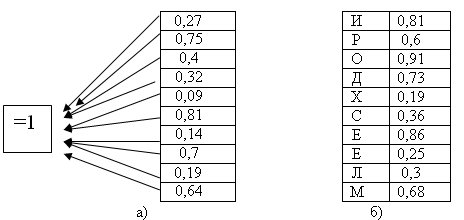 0,27
0,75
0,4
0,32
0,09
0,81
0,14
0,7
0,19
0,64
=1
а)
И 0,81
Р 0,6
О 0,91
Д 0,73
Х 0,19
С 0,36
Е 0,86
Е 0,25
Л 0,3
М 0,68
б)